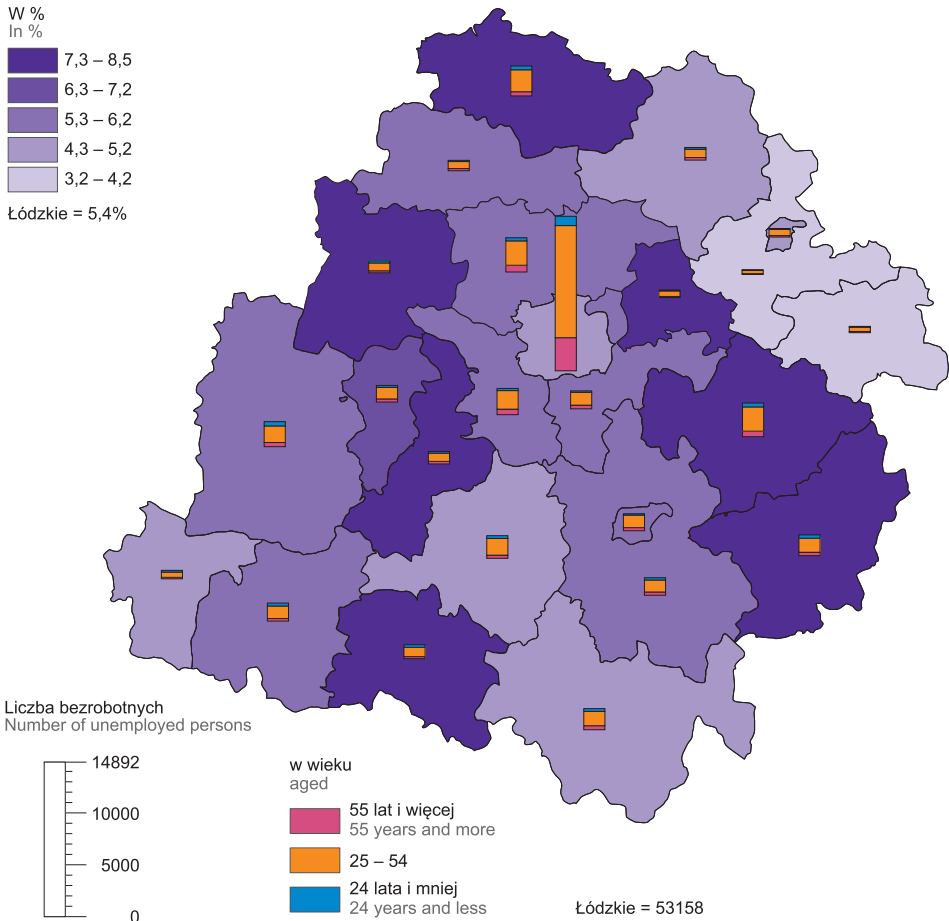 W %
In %
7,3 – 8,5
6,3 – 7,2
5,3 – 6,2
4,3 – 5,2
3,2 – 4,2
Łódzkie = 5,4%
Liczba bezrobotnych
Number of unemployed persons
14892
10000
5000
0
w wieku
aged
55 lat i więcej
55 years and more
25 – 54
24 lata i mniej
24 years and less
Łódzkie = 53158